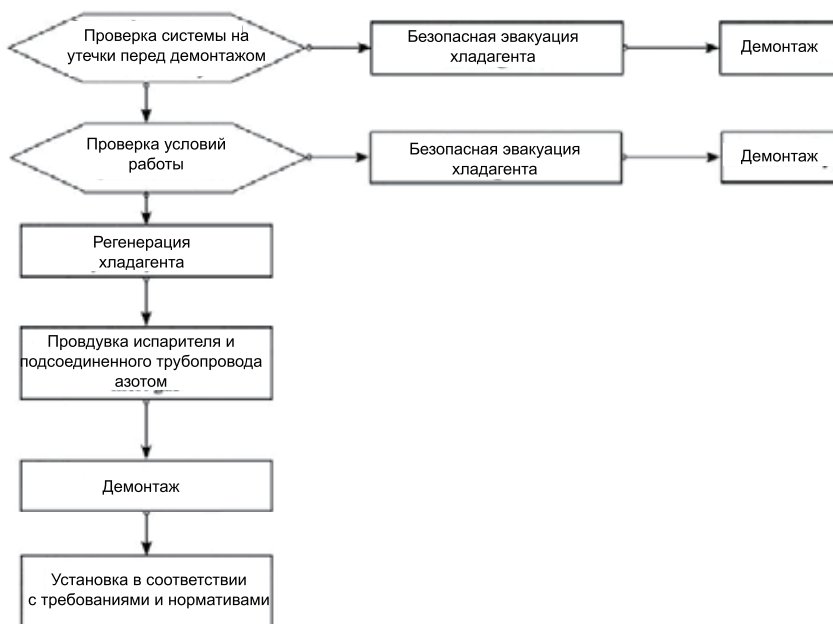 Проверка системы на
утечки перед демонтажом
Безопасная эвакуация
хладагента
Демонтаж
Проверка условий
работы
Безопасная эвакуация
хладагента
Демонтаж
Регенерация
хладагента
Провдувка испарителя и
подсоединенного трубопровода
азотом
Демонтаж
Установка в соответствии
с требованиями и нормативами